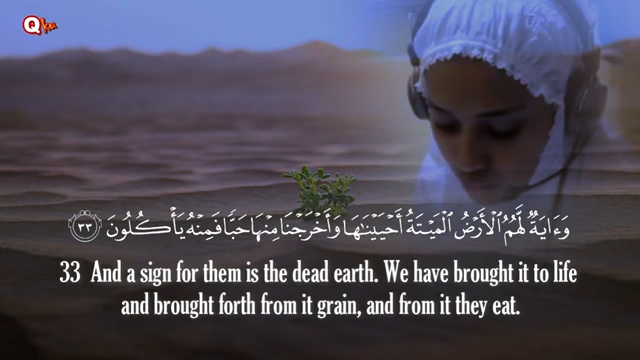 Q
وَءَايَةٌ لَّهُمُ ٱلْأَرْضُ ٱلْمَيْتَةُ أَحْيَيْنَٰهَا وَأَخْرَجْنَا مِنْهَا حَبًّا فَمِنْهُ يَأْكُلُونَ ٣٣
33 And a sign for them is the dead earth. We have brought it to life
and brought forth from it grain, and from it they eat.